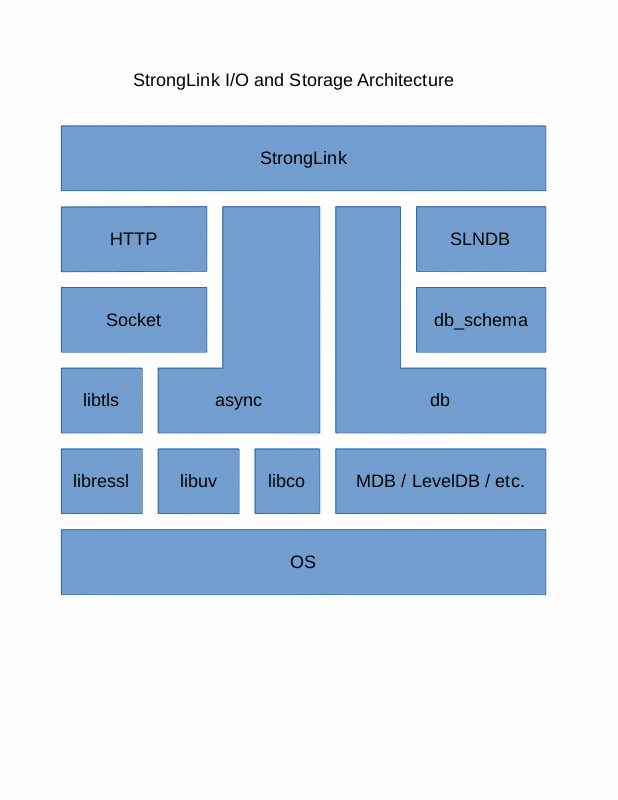 StrongLink I/O and Storage Architecture
StrongLink
HTTP
SLNDB
Socket
db_schema
libtls
async
db
libressl
libuv
libco
MDB / LevelDB / etc.
OS